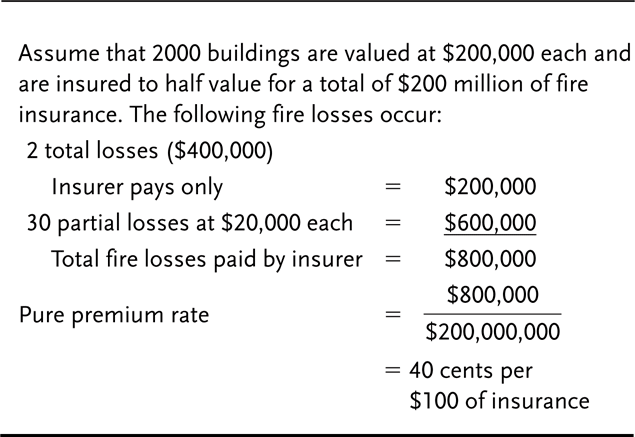 Assume that 2000 buildings are valued at $200,000 each and
are insured to half value for a total of $200 million of fire
insurance. The following fire losses occur:
2 total losses ($400,000)
Insurer pays only = $200,000
30 partial losses at $20,000 each = $600,000
Total fire losses paid by insurer = $800,000
$800,000
Pure premium rate =
$200,000,000
= 40 cents per
$100 of insurance